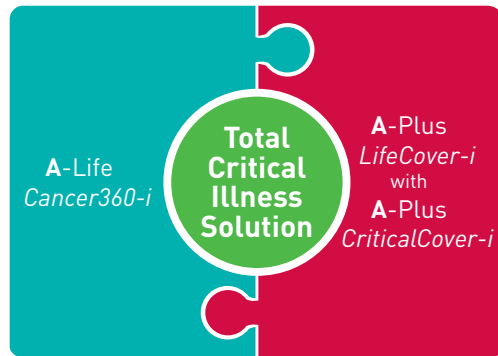 A-Life
Cancer360-i
Total
Critical
Illness
Solution
A-Plus
LifeCover-i
with
A-Plus
CriticalCover-i